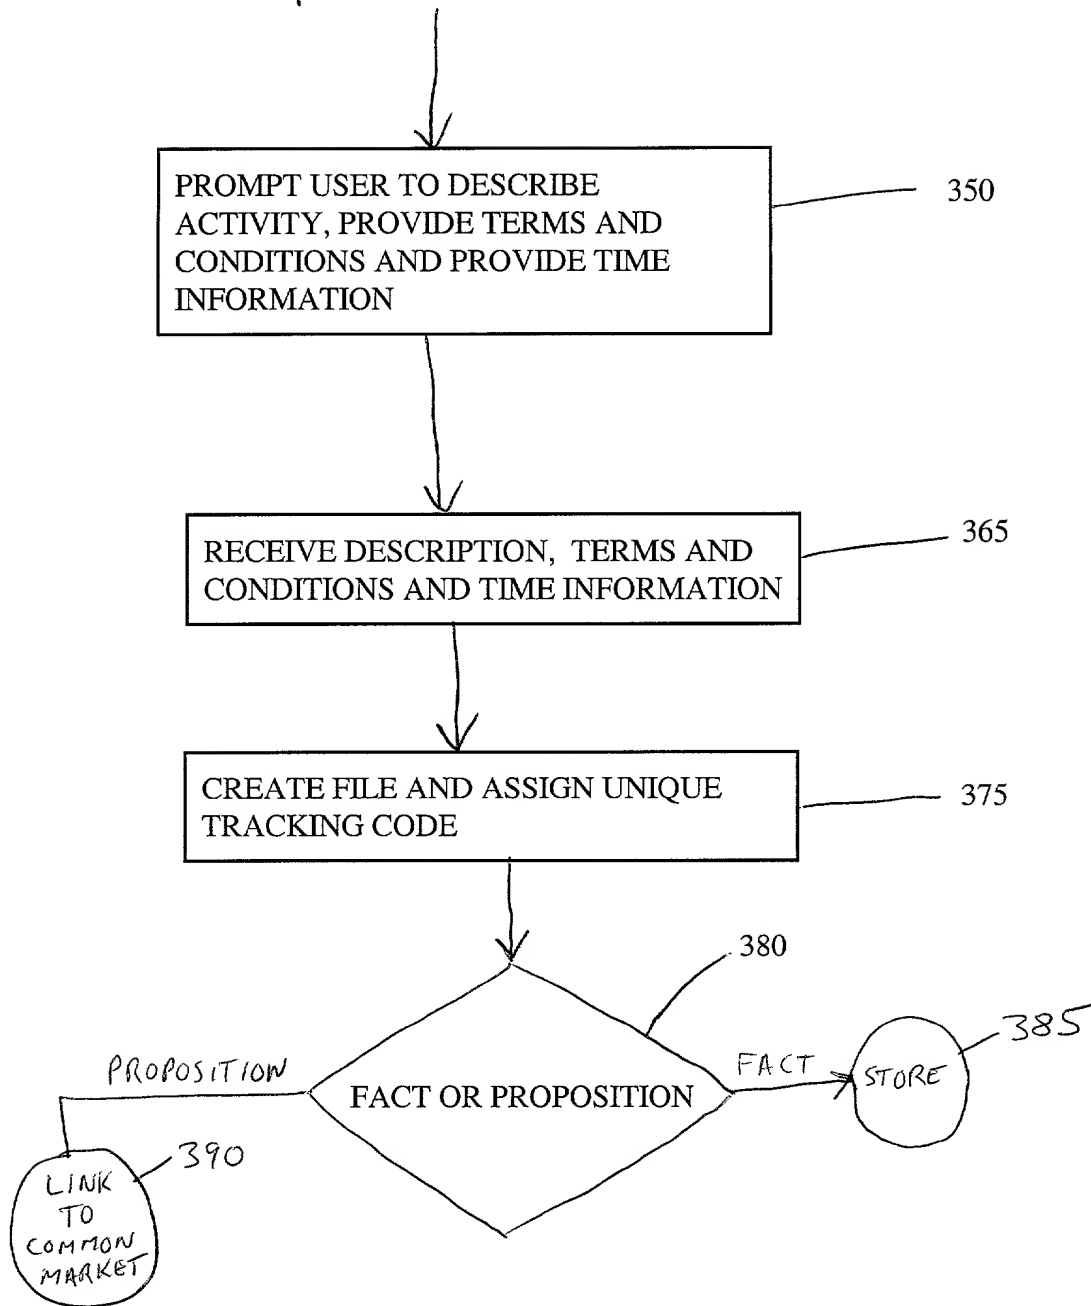 PROMPT USER TO DESCRIBE
ACTIVITY, PROVIDE TERMS AND
CONDITIONS AND PROVIDE TIME
INFORMATION
350
RECEIVE DESCRIPTION, TERMS AND
CONDITIONS AND TIME INFORMATION
365
CREATE FILE AND ASSIGN UNIQUE
TRACKING CODE
375
380
385
PROPOSITION
FACT OR PROPOSITION
FACT
STORE
390
LINK
TO
COMMON
MARKET